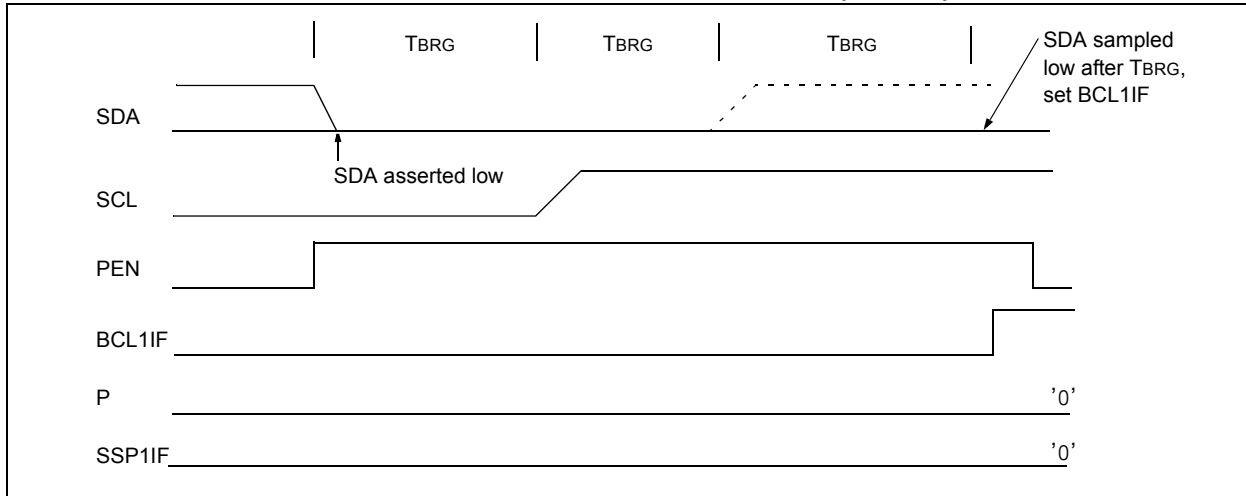 TBRG TBRG TBRG
SDA sampled
low after TBRG,
set BCL1IF
SDA
SDA asserted low
SCL
PEN
BCL1IF
P '0'
SSP1IF '0'